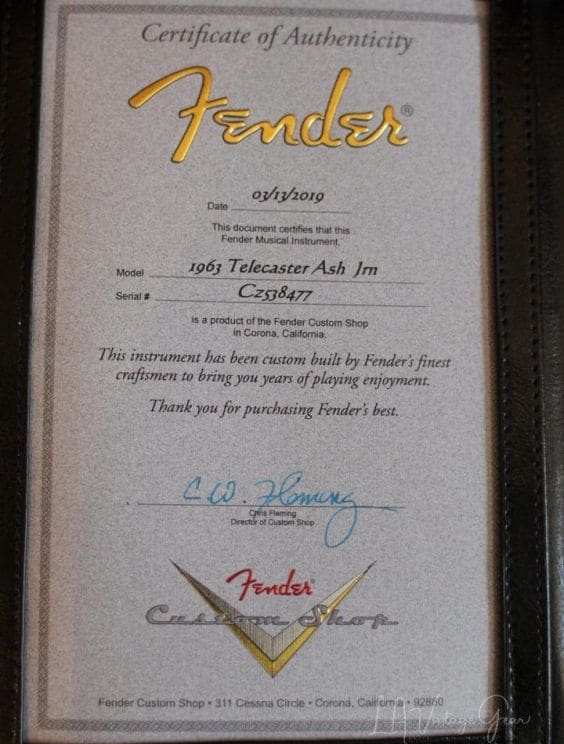 Certificate of Authenticity
Fender®
Date 03/13/2019
This document certifies that this
Fender Musical Instrument,
Model 1963 Telecaster Ash Jrn
Serial # Cz538477
is a product of the Fender Custom Shop
in Corona, California.
This instrument has been custom built by Fender's finest
craftsmen to bring you years of playing enjoyment.
Thank you for purchasing Fender's best.
C W. Fleming
Chris Fleming
Director of Custom Shop
Fender®
Custom Shop
Fender Custom Shop • 311 Cessna Circle • Corona, California • 92880
LA Vintage Gear